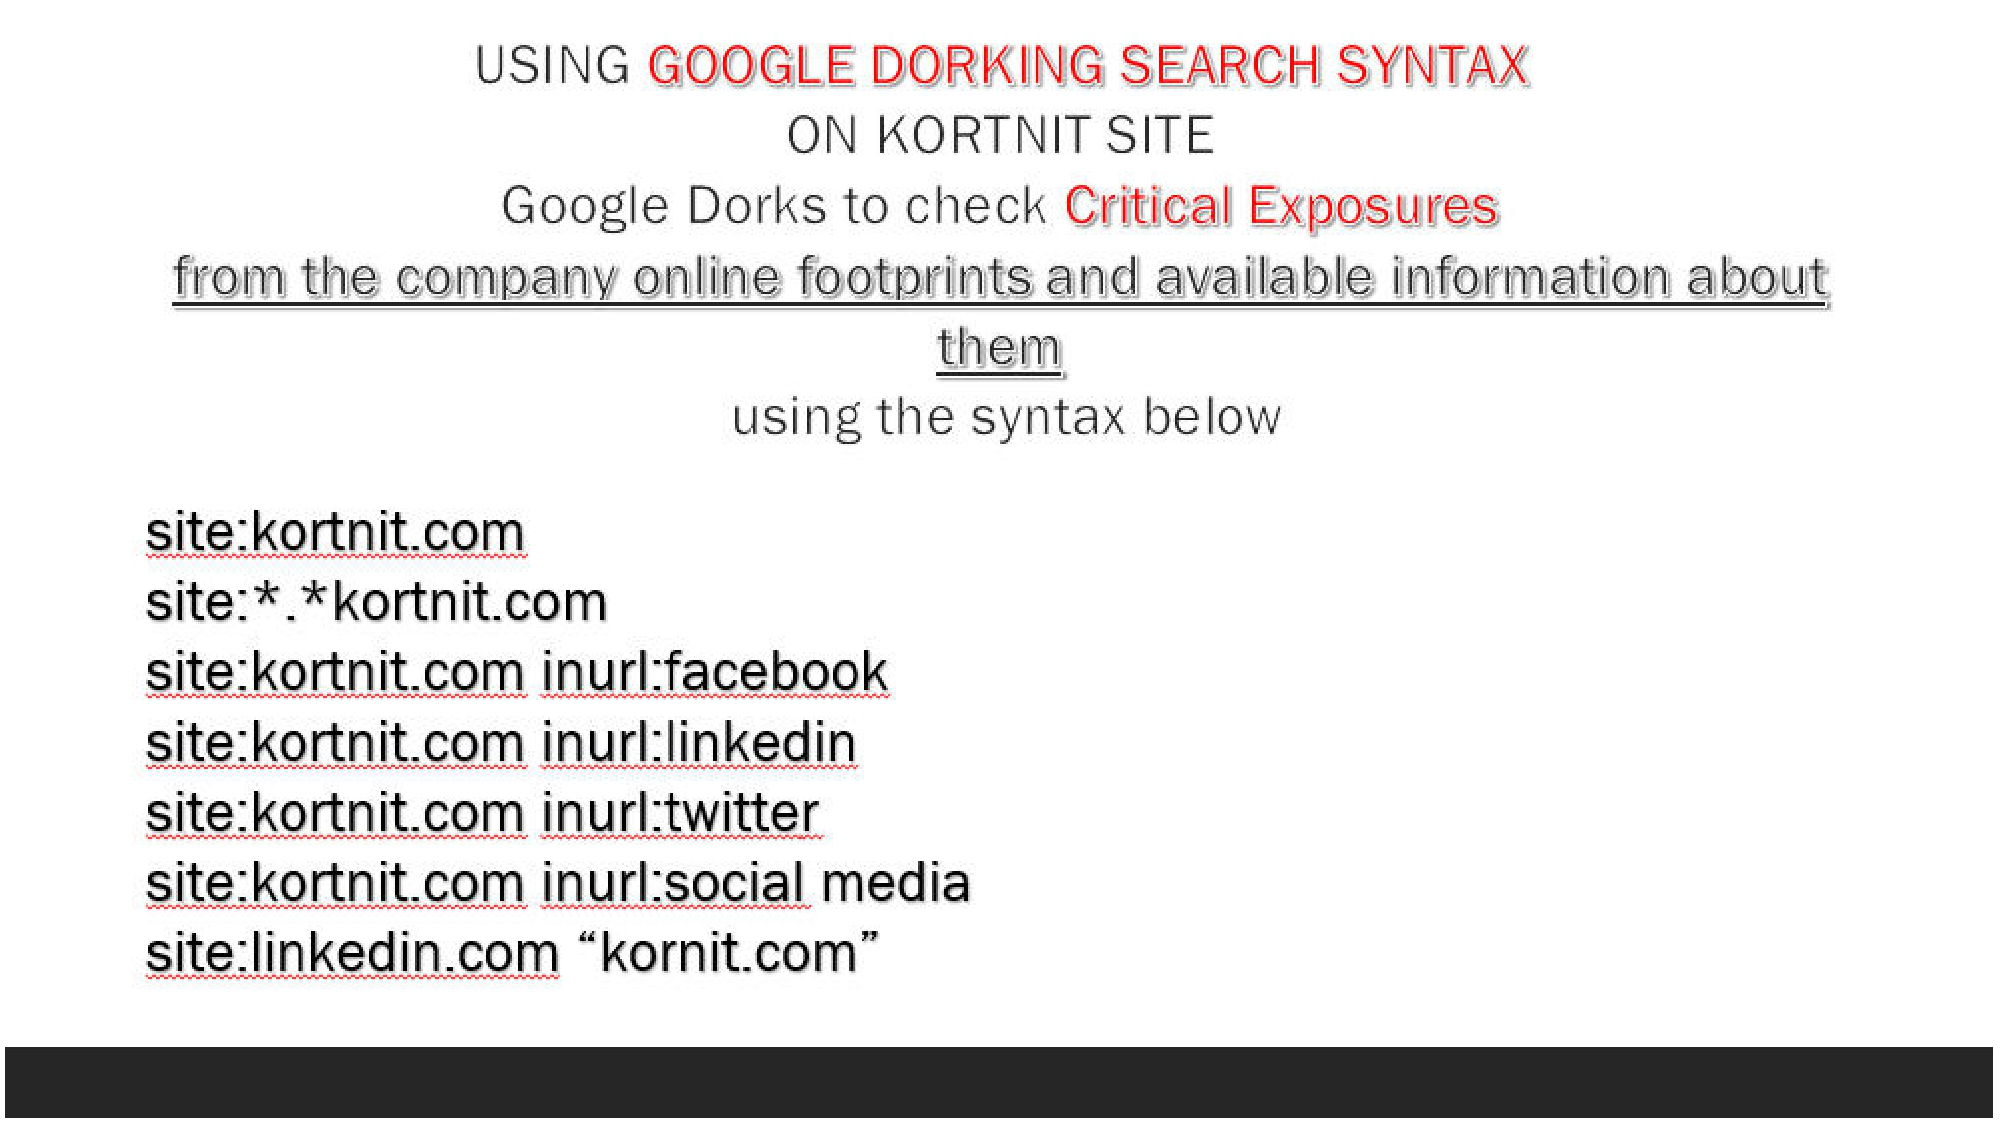 USING GOOGLE DORKING SEARCH SYNTAX
ON KORTNIT SITE
Google Dorks to check Critical Exposures
from the company online footprints and available information about
them
using the syntax below
site:kortnit.com
site:*.*kortnit.com
site:kortnit.com inurl:facebook
site:kortnit.com inurl:linkedin
site:kortnit.com inurl:twitter
site:kortnit.com inurl:social media
site:linkedin.com “kornit.com”